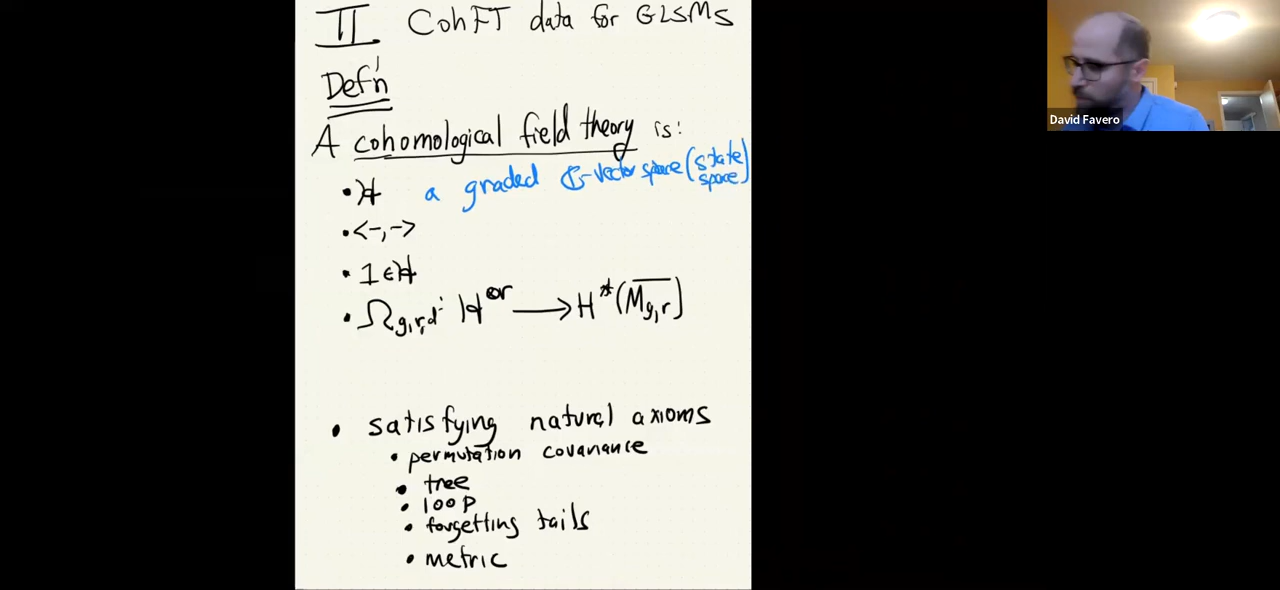 II. CohFT data for GLSMs
Def'n
A cohomological field theory is:
• H a graded ℂ-vector space (state space)
• <-,->
• 1 ∈ H
• Ω_{g,r,d}: H^{⊗r} ⟶ H*(M̅_{g,r})
• satisfying natural axioms
• permutation covariance
• tree
• loop
• forgetting tails
• metric
David Favero